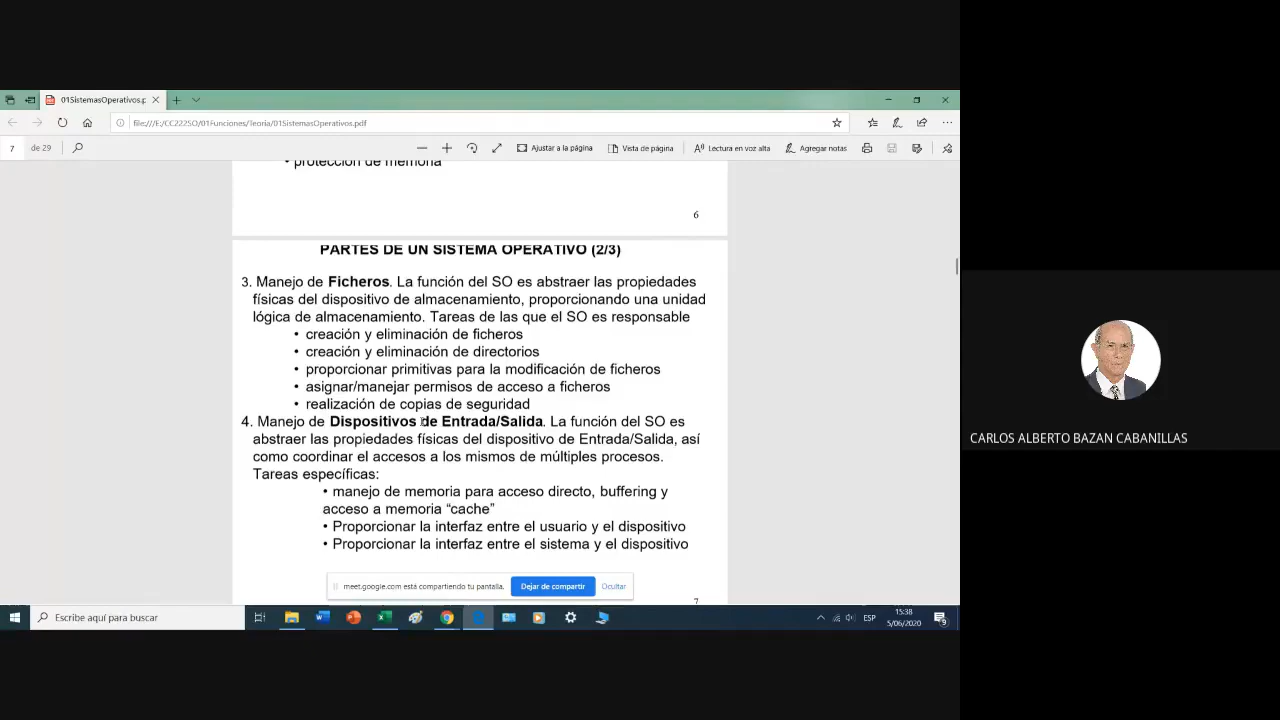 01SistemasOperativos.p
file:///E:/CC222SO/01Funciones/Teoria/01SistemasOperativos.pdf
7 de 29
Ajustar a la página
Vista de página
Lectura en voz alta
Agregar notas
• protección de memoria
6
PARTES DE UN SISTEMA OPERATIVO (2/3)
3. Manejo de Ficheros. La función del SO es abstraer las propiedades
físicas del dispositivo de almacenamiento, proporcionando una unidad
lógica de almacenamiento. Tareas de las que el SO es responsable
• creación y eliminación de ficheros
• creación y eliminación de directorios
• proporcionar primitivas para la modificación de ficheros
• asignar/manejar permisos de acceso a ficheros
• realización de copias de seguridad
4. Manejo de Dispositivos de Entrada/Salida. La función del SO es
abstraer las propiedades físicas del dispositivo de Entrada/Salida, así
como coordinar el accesos a los mismos de múltiples procesos.
Tareas específicas:
• manejo de memoria para acceso directo, buffering y
acceso a memoria “cache”
• Proporcionar la interfaz entre el usuario y el dispositivo
• Proporcionar la interfaz entre el sistema y el dispositivo
meet.google.com está compartiendo tu pantalla.
Dejar de compartir
Ocultar
7
Escribe aquí para buscar
ESP
15:38
5/06/2020
9
CARLOS ALBERTO BAZAN CABANILLAS